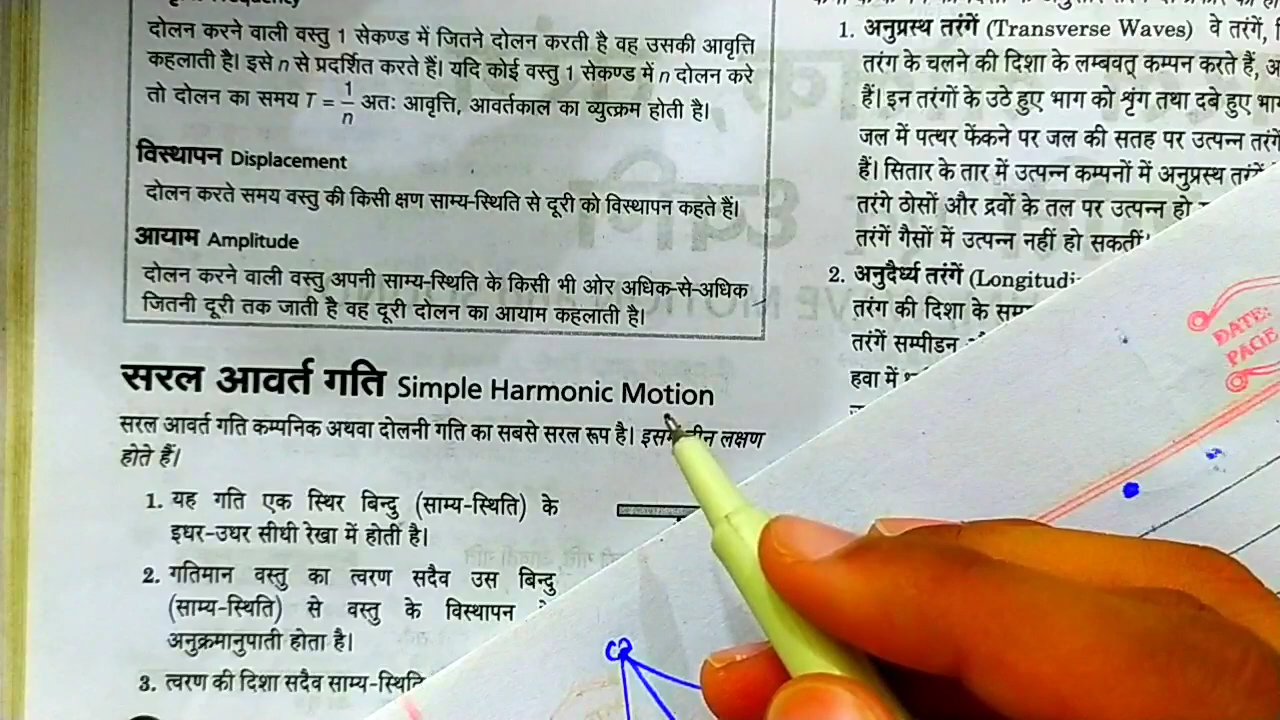 Frequency
दोलन करने वाली वस्तु 1 सेकण्ड में जितने दोलन करती है वह उसकी आवृत्ति
कहलाती है। इसे n से प्रदर्शित करते हैं। यदि कोई वस्तु 1 सेकण्ड में n दोलन करे
तो दोलन का समय T = 1/n अतः आवृत्ति, आवर्तकाल का व्युत्क्रम होती है।
विस्थापन Displacement
दोलन करते समय वस्तु की किसी क्षण साम्य-स्थिति से दूरी को विस्थापन कहते हैं।
आयाम Amplitude
दोलन करने वाली वस्तु अपनी साम्य-स्थिति के किसी भी ओर अधिक-से-अधिक
जितनी दूरी तक जाती है वह दूरी दोलन का आयाम कहलाती है।
सरल आवर्त गति Simple Harmonic Motion
सरल आवर्त गति कम्पनिक अथवा दोलनी गति का सबसे सरल रूप है। लक्षण
होते हैं।
1. यह गति एक स्थिर बिन्दु (साम्य-स्थिति) के
इधर-उधर सीधी रेखा में होती है।
2. गतिमान वस्तु का त्वरण सदैव उस बिन्दु
(साम्य-स्थिति) से वस्तु के विस्थापन
अनुक्रमानुपाती होता है।
3. त्वरण की दिशा सदैव साम्य-स्थिति
1. अनुप्रस्थ तरंगें (Transverse Waves) वे तरंगें,
तरंग के चलने की दिशा के लम्बवत् कम्पन करते हैं,
हैं। इन तरंगों के उठे हुए भाग को शृंग तथा दबे हुए
जल में पत्थर फेंकने पर जल की सतह पर उत्पन्न
हैं। सितार के तार में उत्पन्न कम्पनों में अनुप्रस्थ
तरंगे ठोसों और द्रवों के तल पर उत्पन्न हो
तरंगें गैसों में उत्पन्न नहीं हो सकतीं
2. अनुदैर्ध्य तरंगें
तरंग की दिशा के
तरंगें सम्पीडन
हवा में
DATE:
PAGE